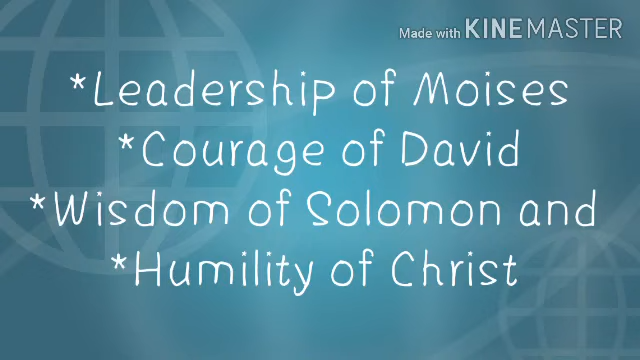 Made with KINEMASTER
*Leadership of Moises
*Courage of David
*Wisdom of Solomon and
*Humility of Christ